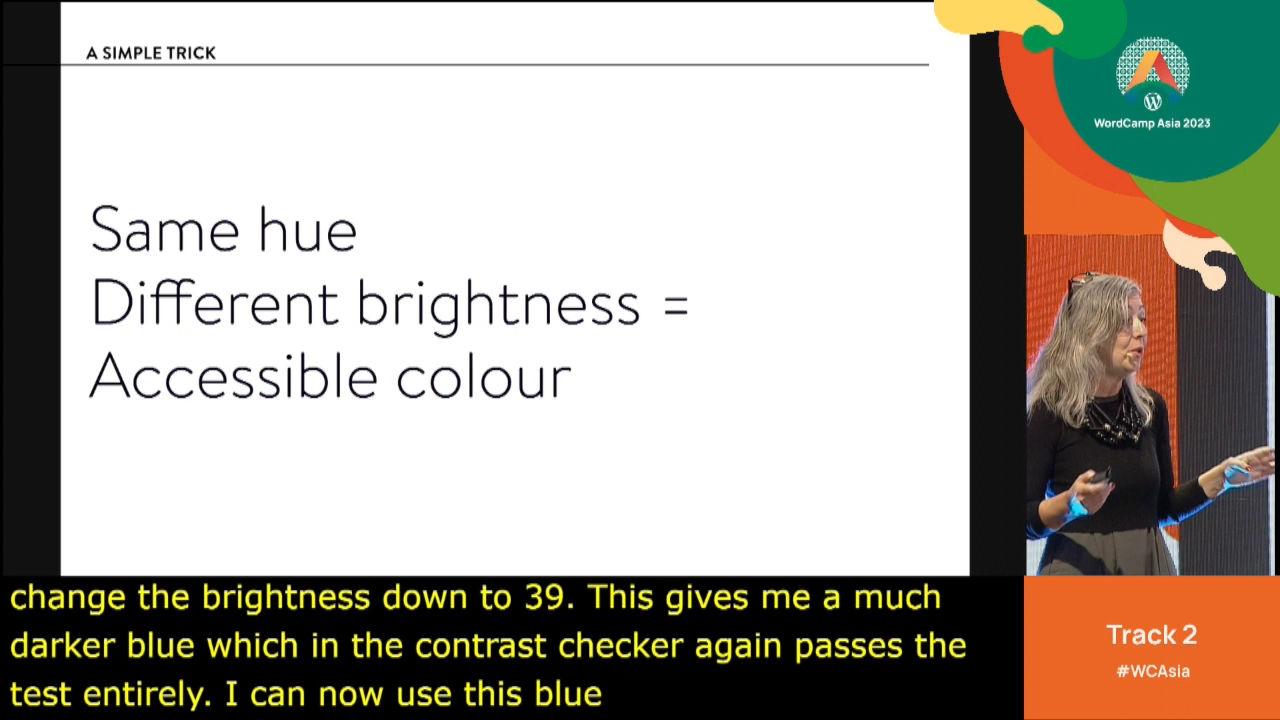 A SIMPLE TRICK
Same hue
Different brightness =
Accessible colour
WordCamp Asia 2023
change the brightness down to 39. This gives me a much
darker blue which in the contrast checker again passes the
test entirely. I can now use this blue
Track 2
#WCAsia